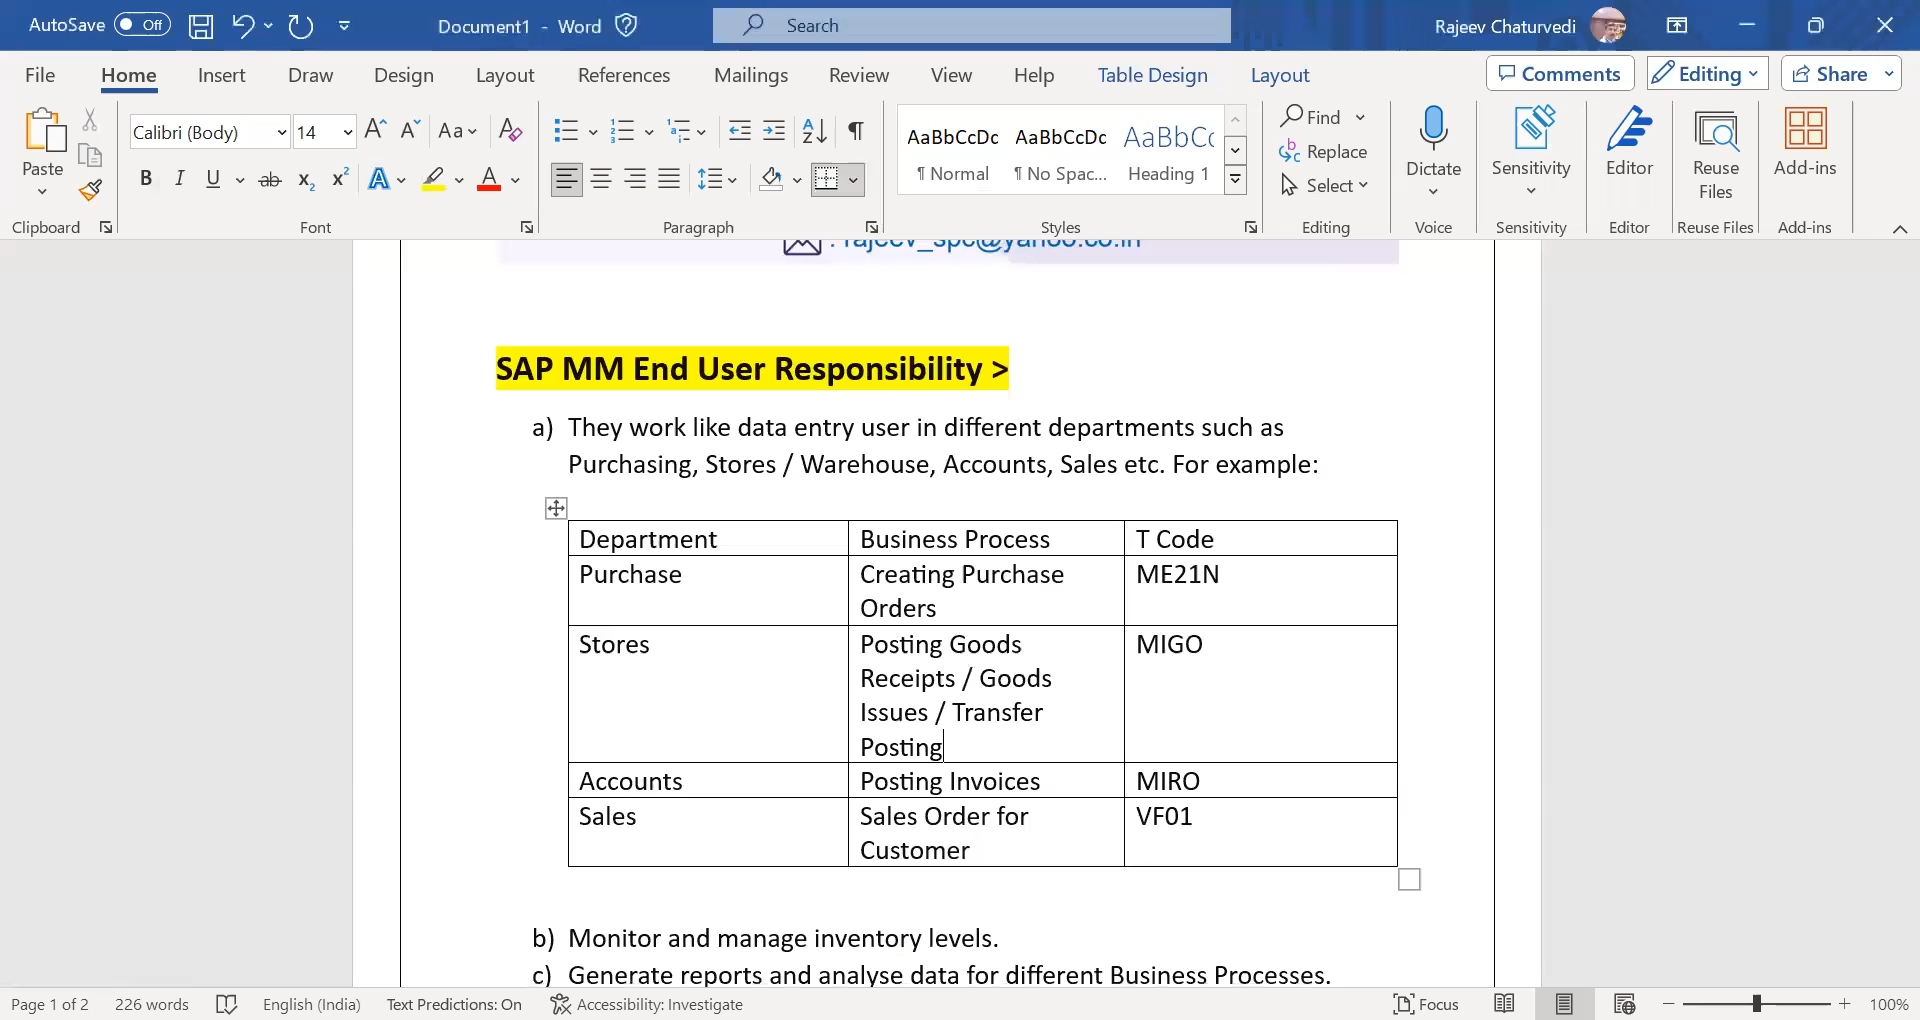 AutoSave Off Document1 - Word Search Rajeev Chaturvedi
File Home Insert Draw Design Layout References Mailings Review View Help Table Design Layout Comments Editing Share
Calibri (Body) 14 Aa AaBbCcDc AaBbCcDc AaBbCc Find
Paste ¶ Normal ¶ No Spac... Heading 1 Replace
Select Dictate Sensitivity Editor Reuse Files Add-ins
Clipboard Font Paragraph Styles Editing Voice Sensitivity Editor Reuse Files Add-ins
: rajeev_spc@yahoo.co.in
SAP MM End User Responsibility >
a) They work like data entry user in different departments such as
Purchasing, Stores / Warehouse, Accounts, Sales etc. For example:
Department Business Process T Code
Purchase Creating Purchase ME21N
Orders
Stores Posting Goods MIGO
Receipts / Goods
Issues / Transfer
Posting
Accounts Posting Invoices MIRO
Sales Sales Order for VF01
Customer
b) Monitor and manage inventory levels.
c) Generate reports and analyse data for different Business Processes.
Page 1 of 2 226 words English (India) Text Predictions: On Accessibility: Investigate Focus 100%